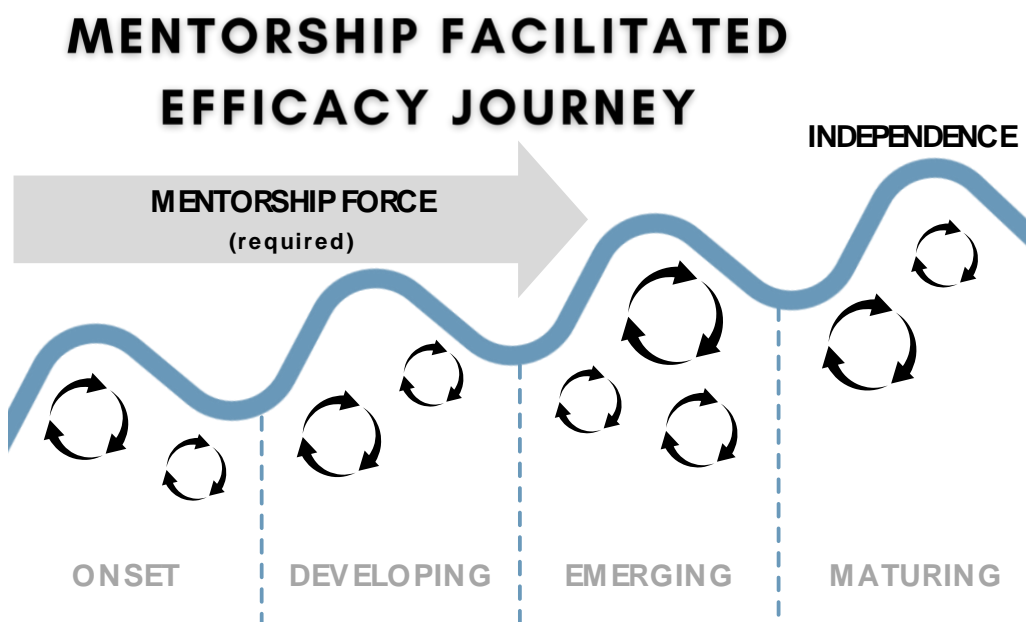 MENTORSHIP FACILITATED
EFFICACY JOURNEY
INDEPENDENCE
MENTORSHIP FORCE
(required)
ONSET
DEVELOPING
EMERGING
MATURING